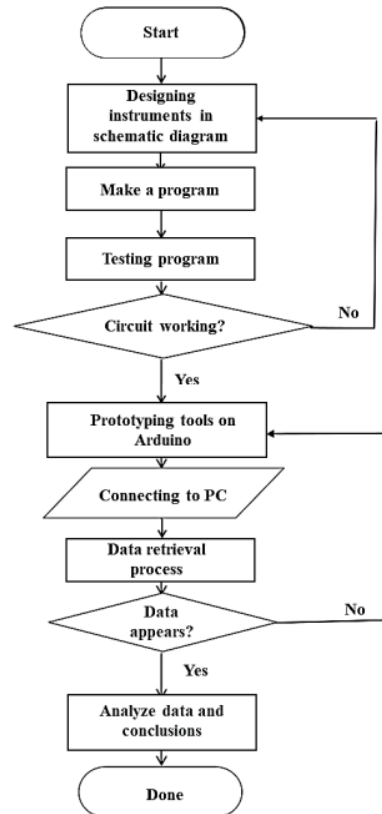 Start
Designing
instruments in
schematic diagram
Make a program
Testing program
Circuit working?
No
Yes
Prototyping tools on
Arduino
Connecting to PC
Data retrieval
process
Data
appears?
No
Yes
Analyze data and
conclusions
Done